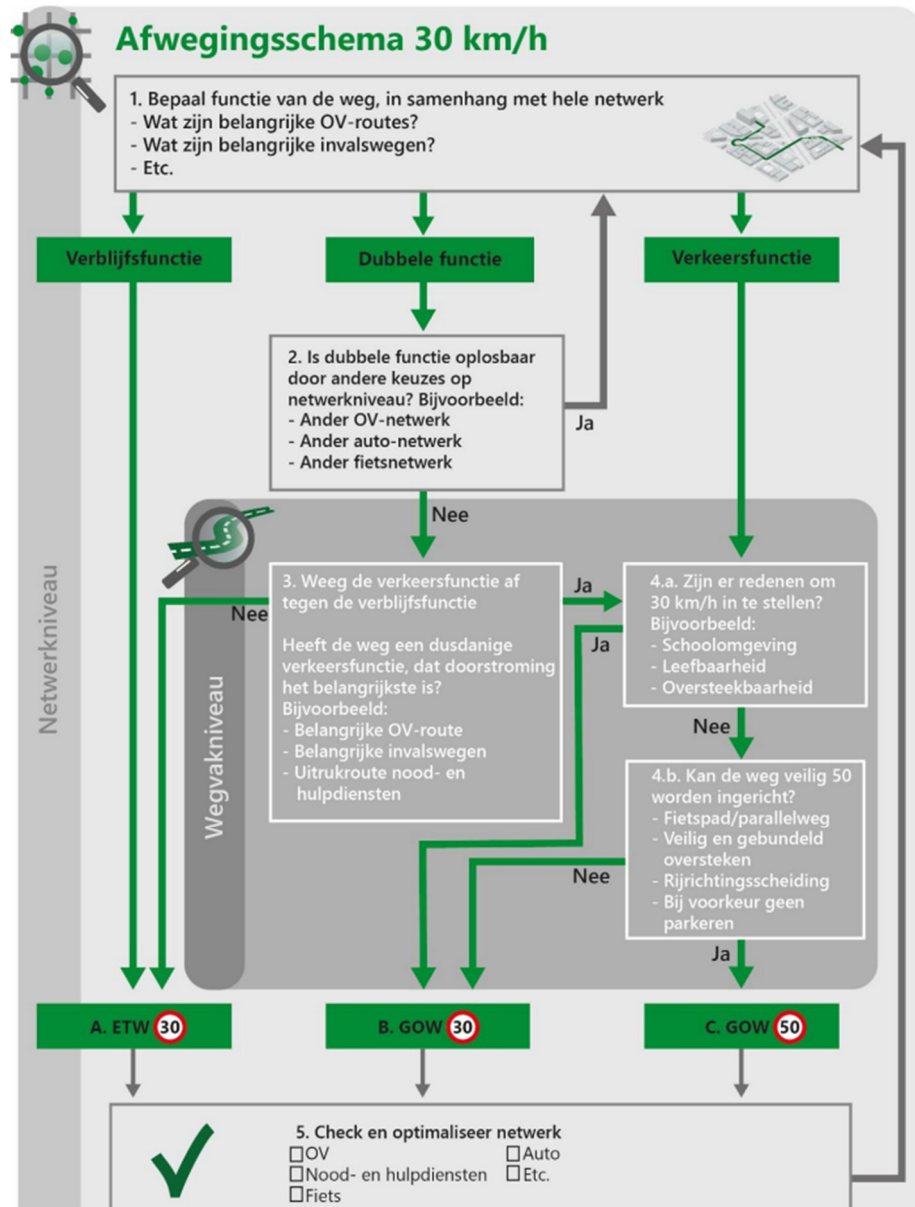 Afwegingsschema 30 km/h
1. Bepaal functie van de weg, in samenhang met hele netwerk
- Wat zijn belangrijke OV-routes?
- Wat zijn belangrijke invalswegen?
- Etc.
Verblijfsfunctie
Dubbele functie
Verkeersfunctie
2. Is dubbele functie oplosbaar
door andere keuzes op
netwerkniveau? Bijvoorbeeld:
- Ander OV-netwerk
- Ander auto-netwerk
- Ander fietsnetwerk
Ja
Nee
Netwerkniveau
Wegvakniveau
3. Weeg de verkeersfunctie af
tegen de verblijfsfunctie
Heeft de weg een dusdanige
verkeersfunctie, dat doorstroming
het belangrijkste is?
Bijvoorbeeld:
- Belangrijke OV-route
- Belangrijke invalswegen
- Uitrukroute nood- en
hulpdiensten
Nee
Ja
4.a. Zijn er redenen om
30 km/h in te stellen?
Bijvoorbeeld:
- Schoolomgeving
- Leefbaarheid
- Oversteekbaarheid
Ja
Nee
4.b. Kan de weg veilig 50
worden ingericht?
- Fietspad/parallelweg
- Veilig en gebundeld
oversteken
- Rijrichtingsscheiding
- Bij voorkeur geen
parkeren
Nee
Ja
A. ETW 30
B. GOW 30
C. GOW 50
5. Check en optimaliseer netwerk
OV
Auto
Nood- en hulpdiensten
Etc.
Fiets